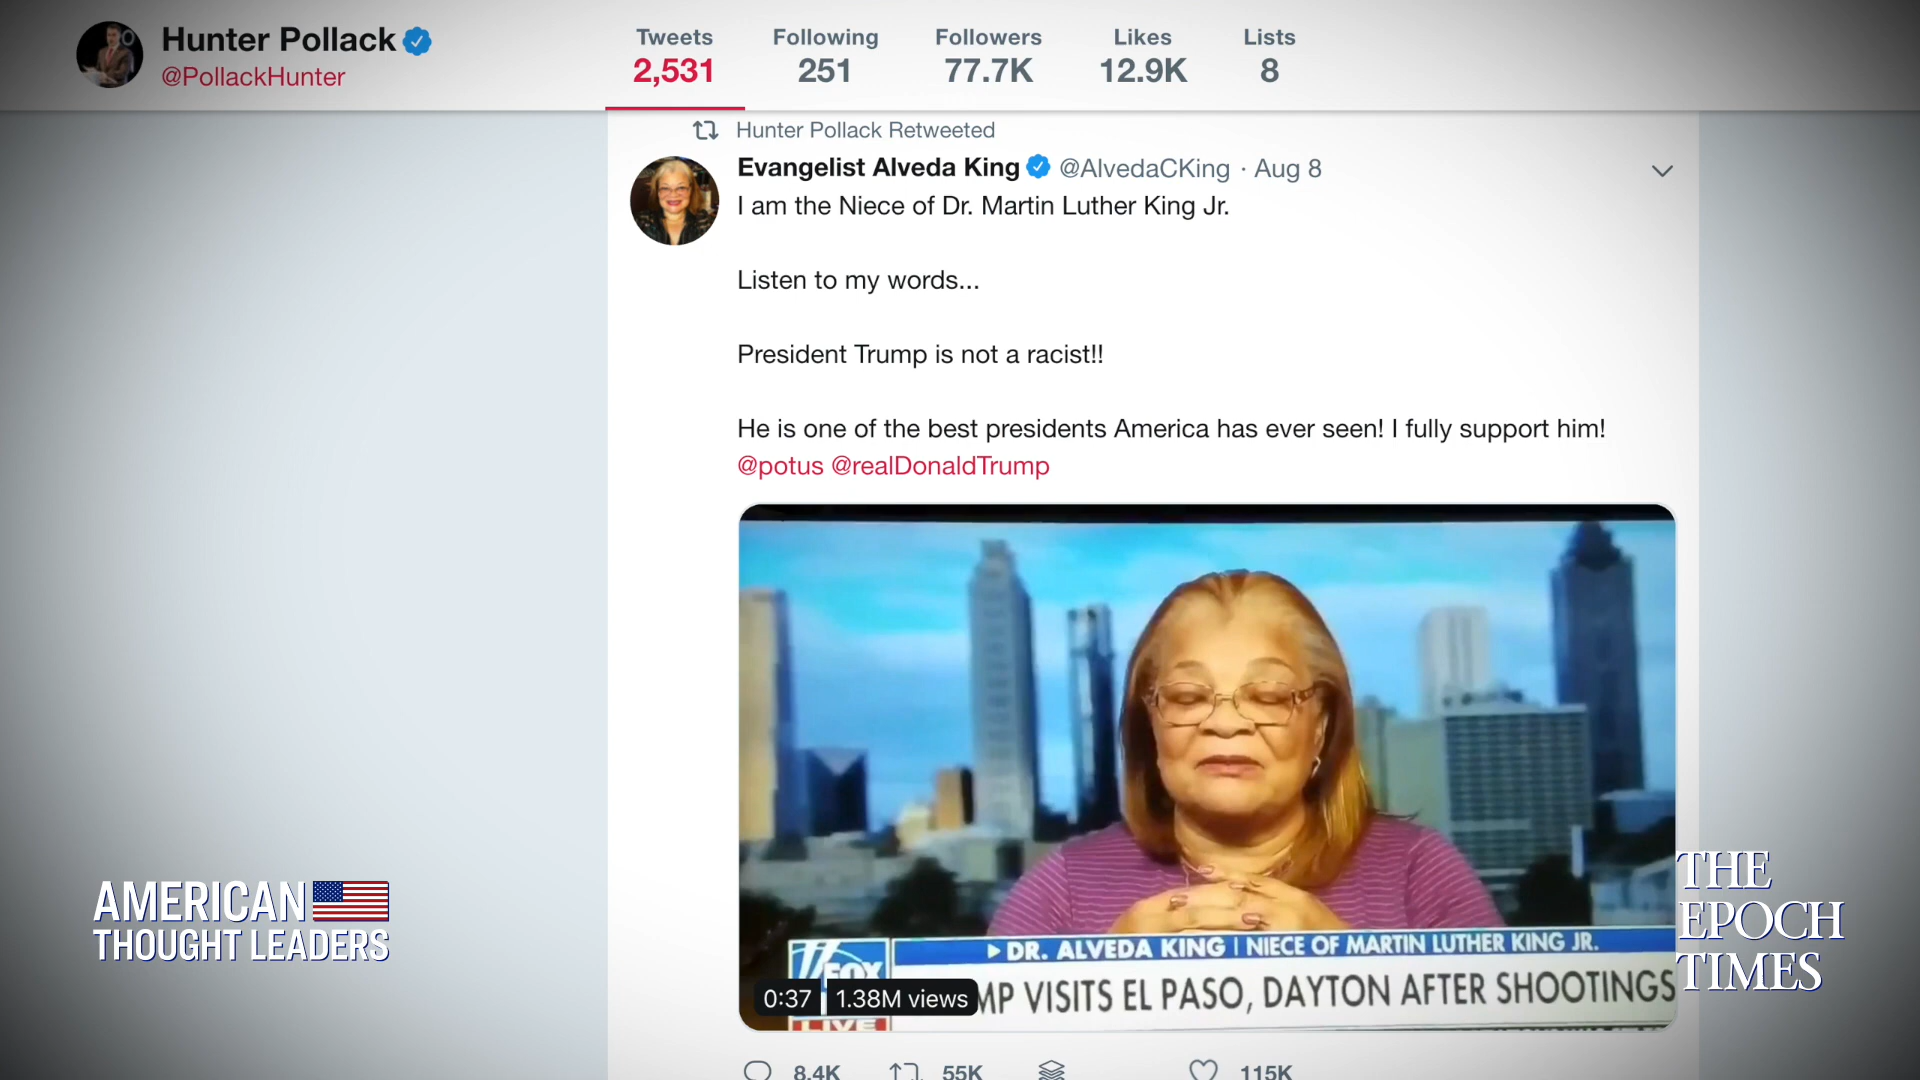 Hunter Pollack
@PollackHunter
Tweets
2,531
Following
251
Followers
77.7K
Likes
12.9K
Lists
8
Hunter Pollack Retweeted
Evangelist Alveda King @AlvedaCKing · Aug 8
I am the Niece of Dr. Martin Luther King Jr.
Listen to my words...
President Trump is not a racist!!
He is one of the best presidents America has ever seen! I fully support him!
@potus @realDonaldTrump
DR. ALVEDA KING | NIECE OF MARTIN LUTHER KING JR.
FOX
0:37 | 1.38M views
MP VISITS EL PASO, DAYTON AFTER SHOOTINGS
LIVE
8.4K
55K
115K
AMERICAN
THOUGHT LEADERS
THE
EPOCH
TIMES